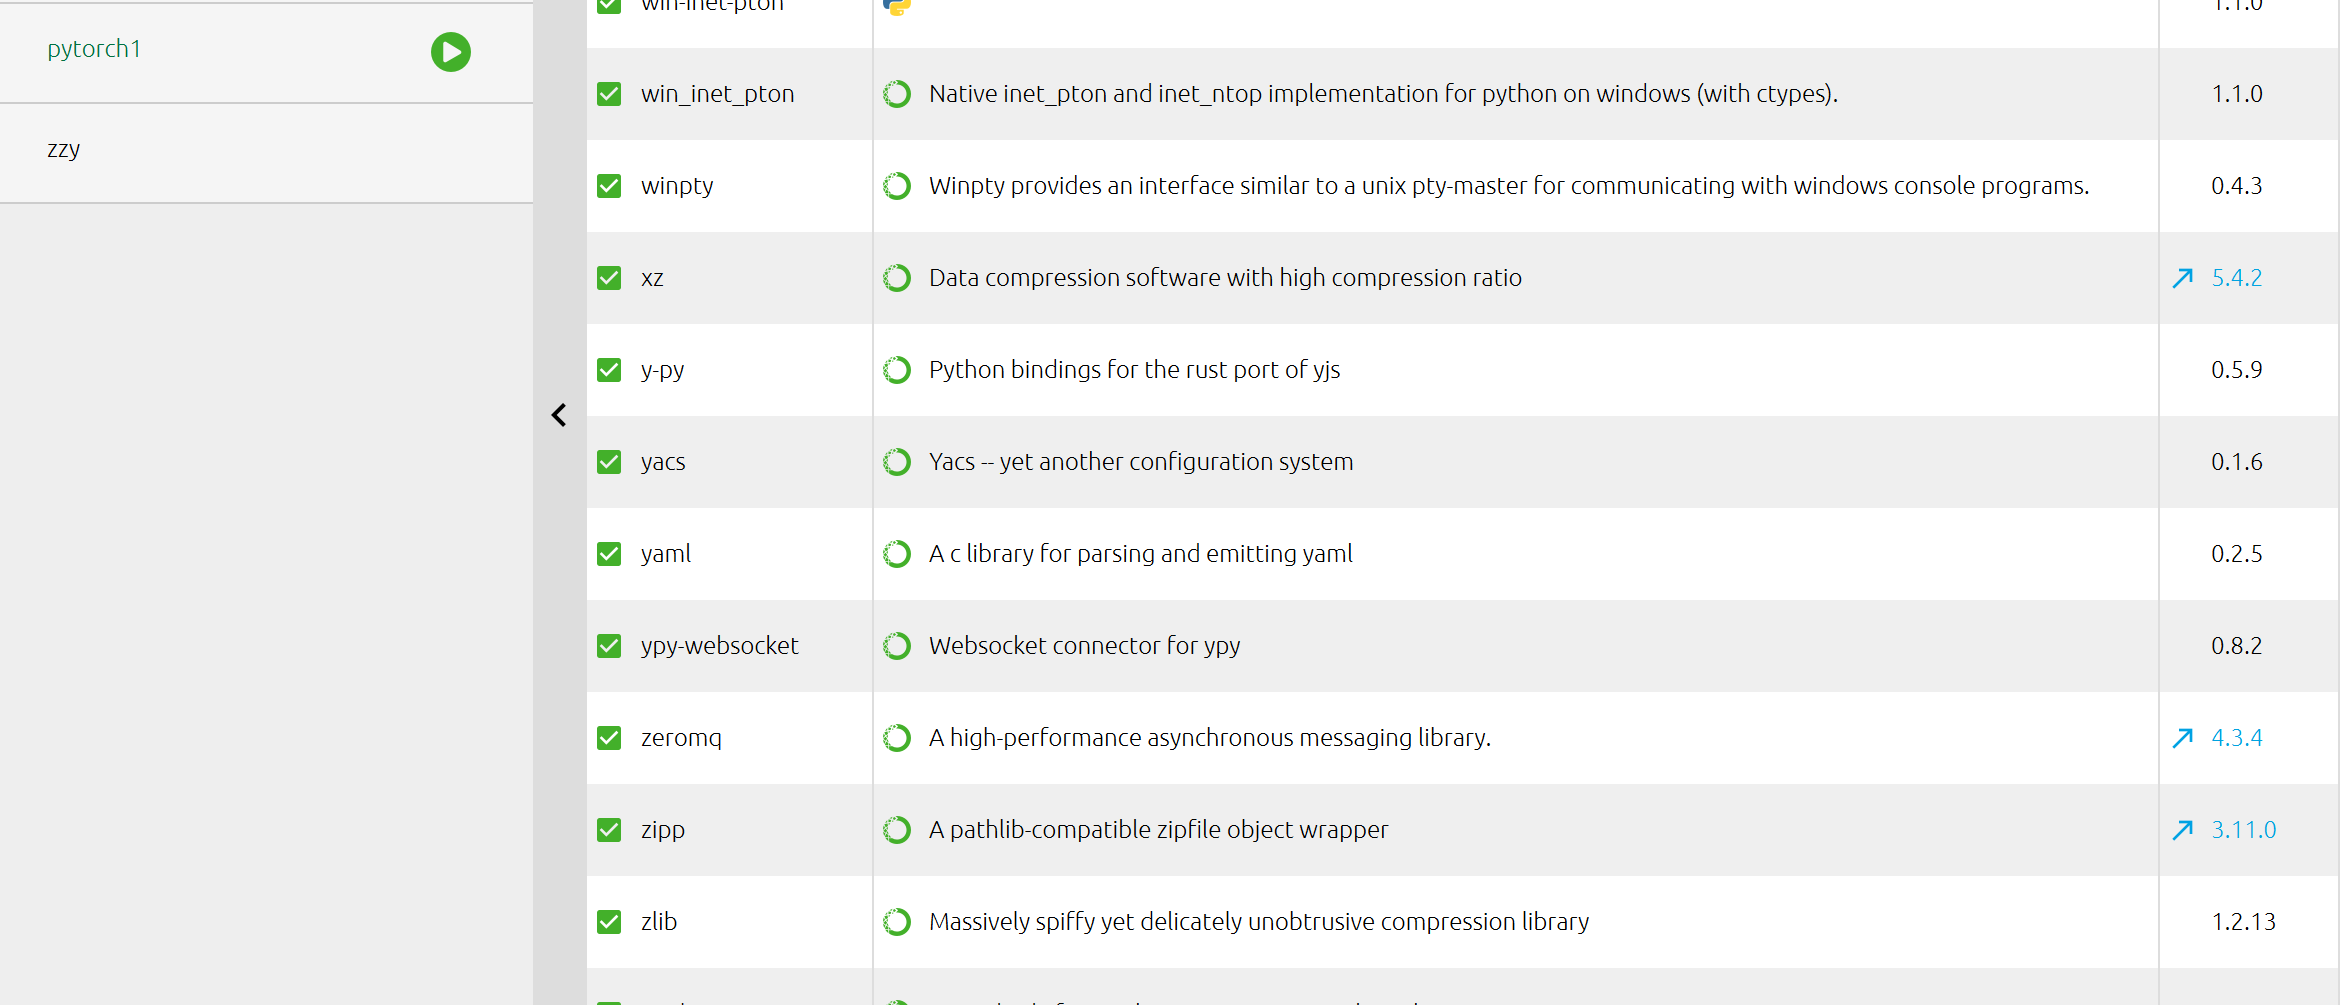 pytorch1
zzy
win-inet-pton 1.1.0
win_inet_pton Native inet_pton and inet_ntop implementation for python on windows (with ctypes). 1.1.0
winpty Winpty provides an interface similar to a unix pty-master for communicating with windows console programs. 0.4.3
xz Data compression software with high compression ratio 5.4.2
y-py Python bindings for the rust port of yjs 0.5.9
yacs Yacs -- yet another configuration system 0.1.6
yaml A c library for parsing and emitting yaml 0.2.5
ypy-websocket Websocket connector for ypy 0.8.2
zeromq A high-performance asynchronous messaging library. 4.3.4
zipp A pathlib-compatible zipfile object wrapper 3.11.0
zlib Massively spiffy yet delicately unobtrusive compression library 1.2.13